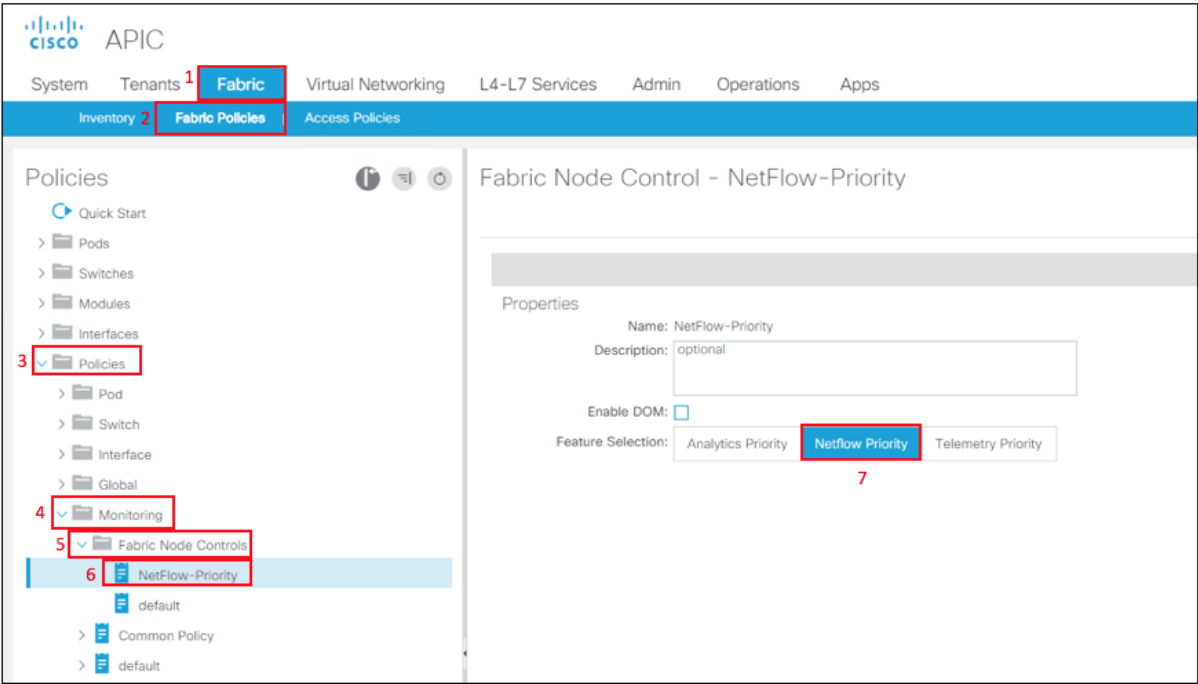 cisco APIC
System Tenants 1 Fabric Virtual Networking L4-L7 Services Admin Operations Apps
Inventory 2 Fabric Policies Access Policies
Policies
Quick Start
Pods
Switches
Modules
Interfaces
3 Policies
Pod
Switch
Interface
Global
4 Monitoring
5 Fabric Node Controls
6 NetFlow-Priority
default
Common Policy
default
Fabric Node Control - NetFlow-Priority
Properties
Name: NetFlow-Priority
Description: optional
Enable DOM:
Feature Selection: Analytics Priority Netflow Priority Telemetry Priority
7